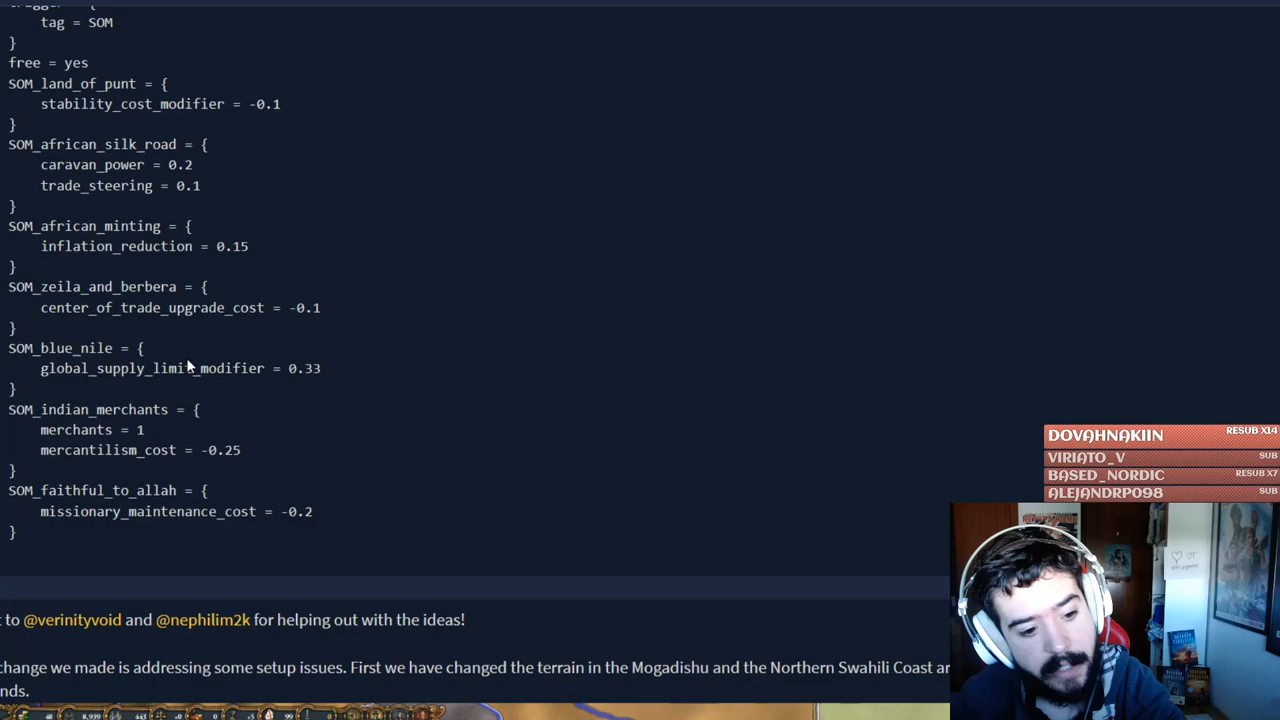 tag = SOM
}
free = yes
SOM_land_of_punt = {
stability_cost_modifier = -0.1
}
SOM_african_silk_road = {
caravan_power = 0.2
trade_steering = 0.1
}
SOM_african_minting = {
inflation_reduction = 0.15
}
SOM_zeila_and_berbera = {
center_of_trade_upgrade_cost = -0.1
}
SOM_blue_nile = {
global_supply_limit_modifier = 0.33
}
SOM_indian_merchants = {
merchants = 1
mercantilism_cost = -0.25
}
SOM_faithful_to_allah = {
missionary_maintenance_cost = -0.2
}
DOVAHNAKIIN RESUB X14
VIRIATO_V SUB
BASED_NORDIC RESUB X7
ALEJANDRP098 SUB
to @verinityvoid and @nephilim2k for helping out with the ideas!
change we made is addressing some setup issues. First we have changed the terrain in the Mogadishu and the Northern Swahili Coast
nds.